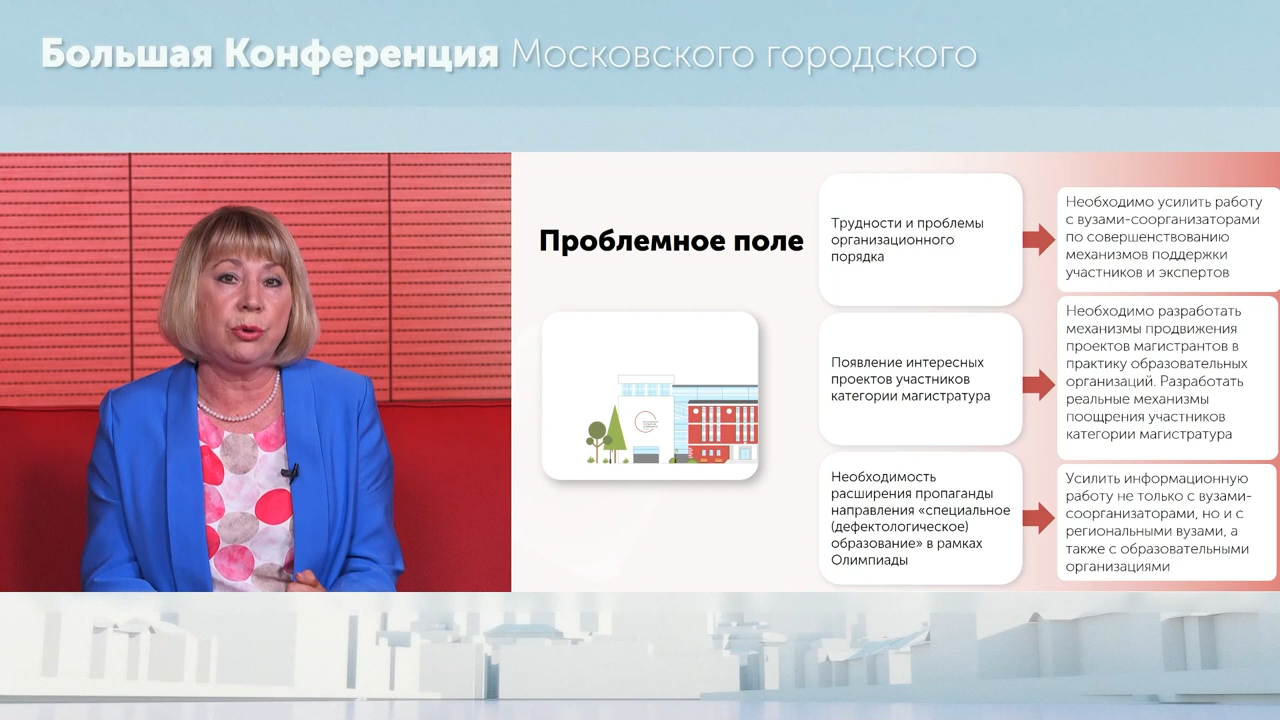 Большая Конференция Московского городского
Проблемное поле
Трудности и проблемы
организационного
порядка
Необходимо усилить работу
с вузами-соорганизаторами
по совершенствованию
механизмов поддержки
участников и экспертов
Появление интересных
проектов участников
категории магистратура
Необходимо разработать
механизмы продвижения
проектов магистрантов в
практику образовательных
организаций. Разработать
реальные механизмы
поощрения участников
категории магистратура
Необходимость
расширения пропаганды
направления «специальное
(дефектологическое)
образование» в рамках
Олимпиады
Усилить информационную
работу не только с вузами-
соорганизаторами, но и с
региональными вузами, а
также с образовательными
организациями